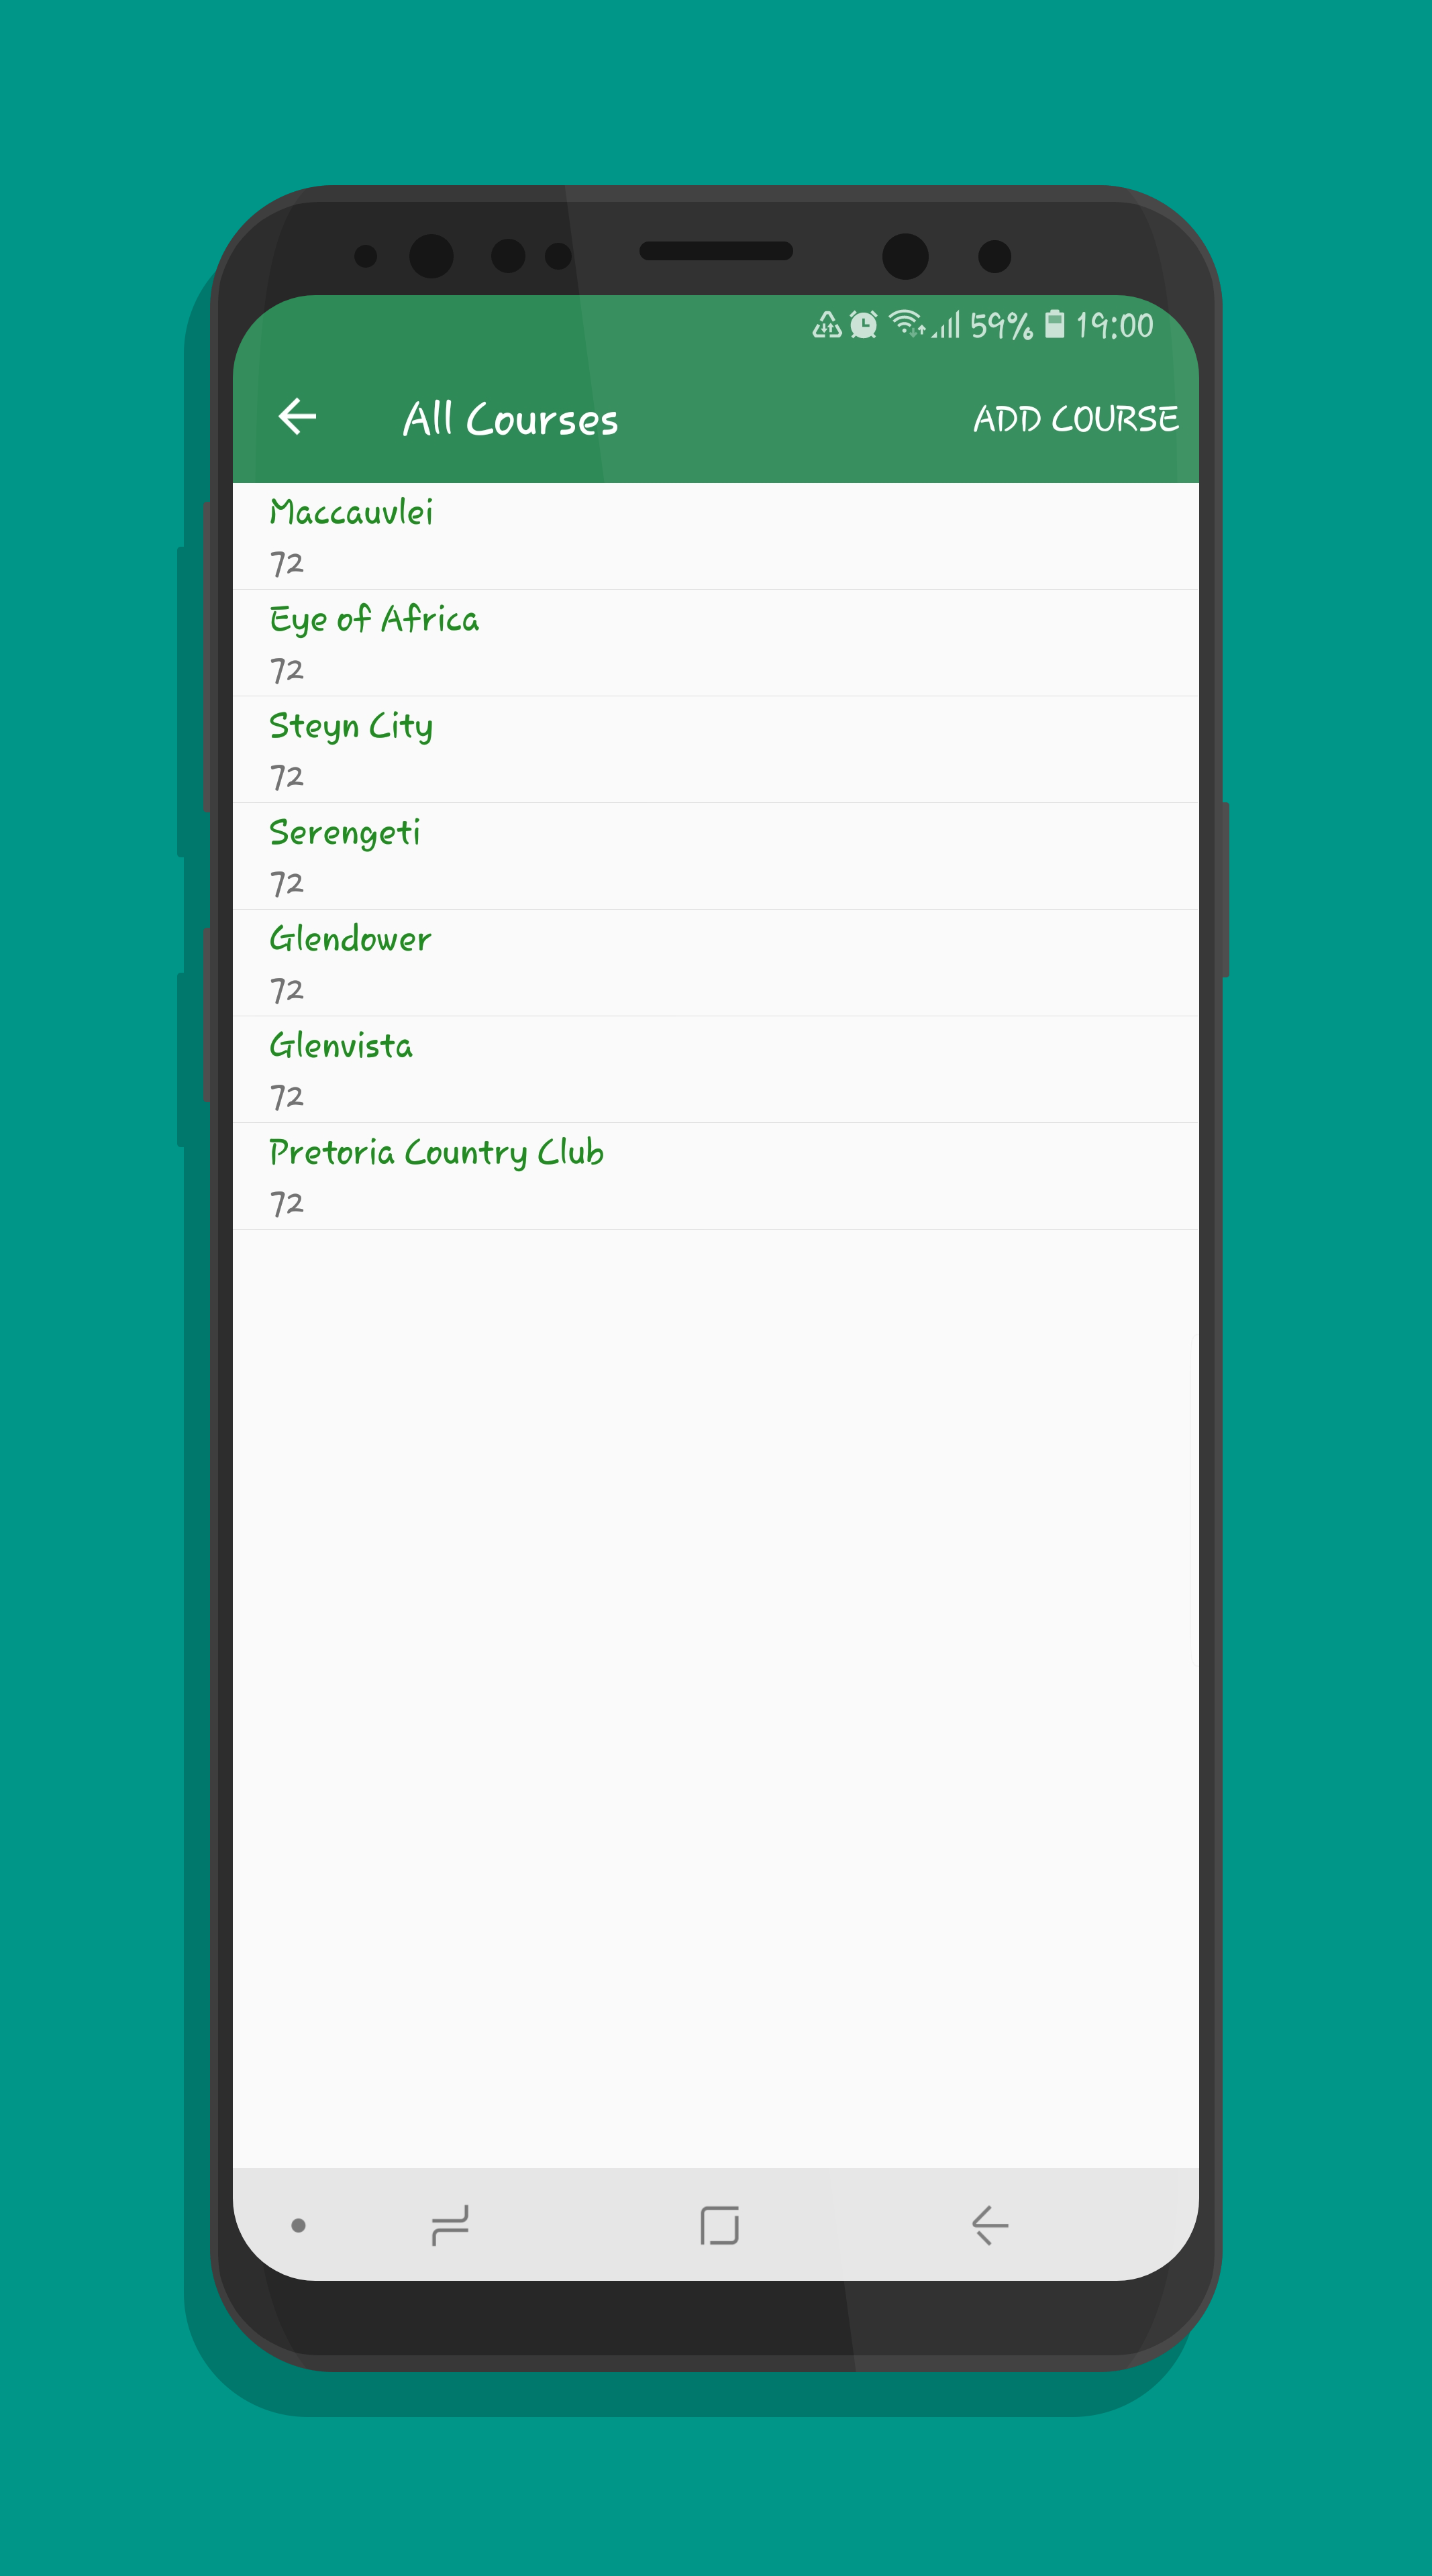 59% 19:00
All Courses ADD COURSE
Maccauvlei
72
Eye of Africa
72
Steyn City
72
Serengeti
72
Glendower
72
Glenvista
72
Pretoria Country Club
72